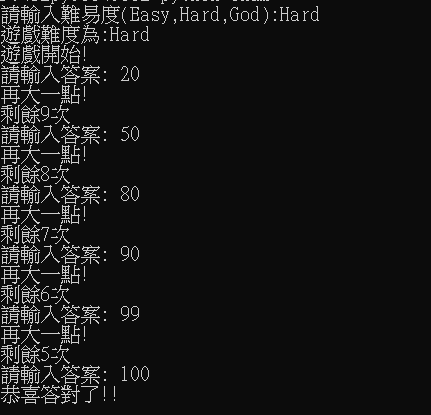 請輸入難易度(Easy,Hard,God):Hard
遊戲難度為:Hard
遊戲開始!
請輸入答案: 20
再大一點!
剩餘9次
請輸入答案: 50
再大一點!
剩餘8次
請輸入答案: 80
再大一點!
剩餘7次
請輸入答案: 90
再大一點!
剩餘6次
請輸入答案: 99
再大一點!
剩餘5次
請輸入答案: 100
恭喜答對了!!